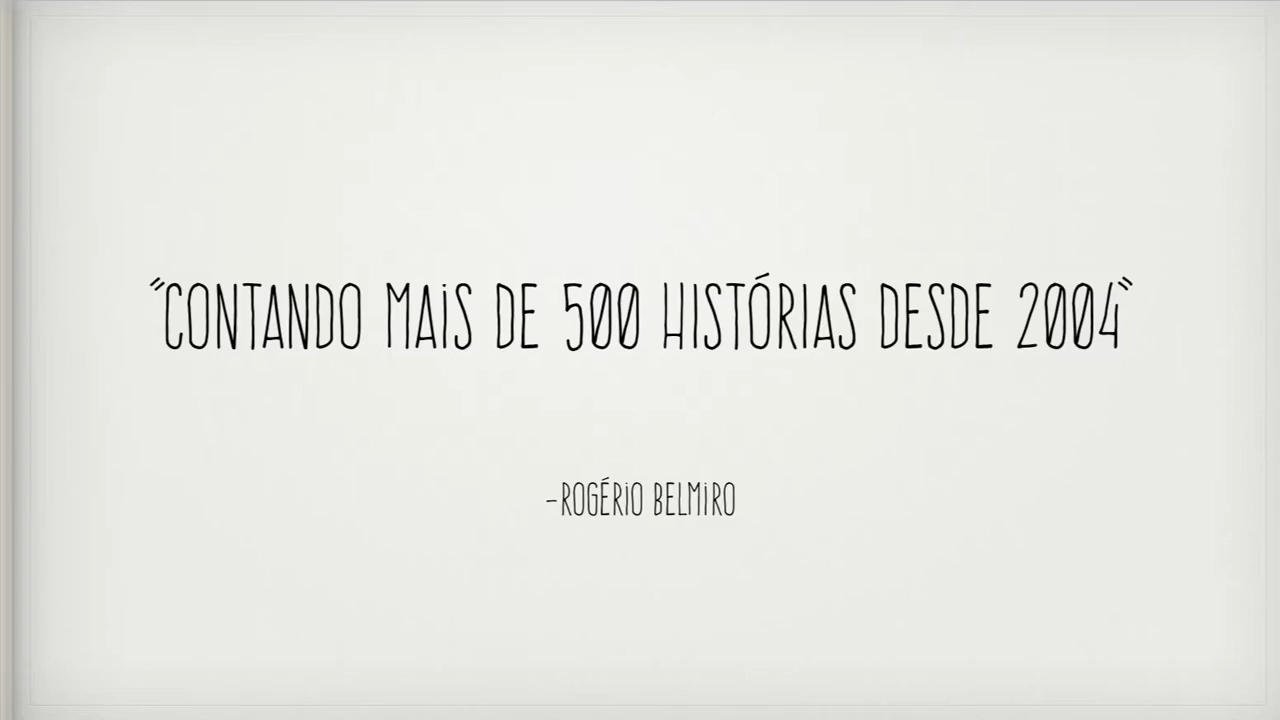 "CONTANDO MAIS DE 500 HISTÓRIAS DESDE 2004"
-ROGÉRIO BELMIRO